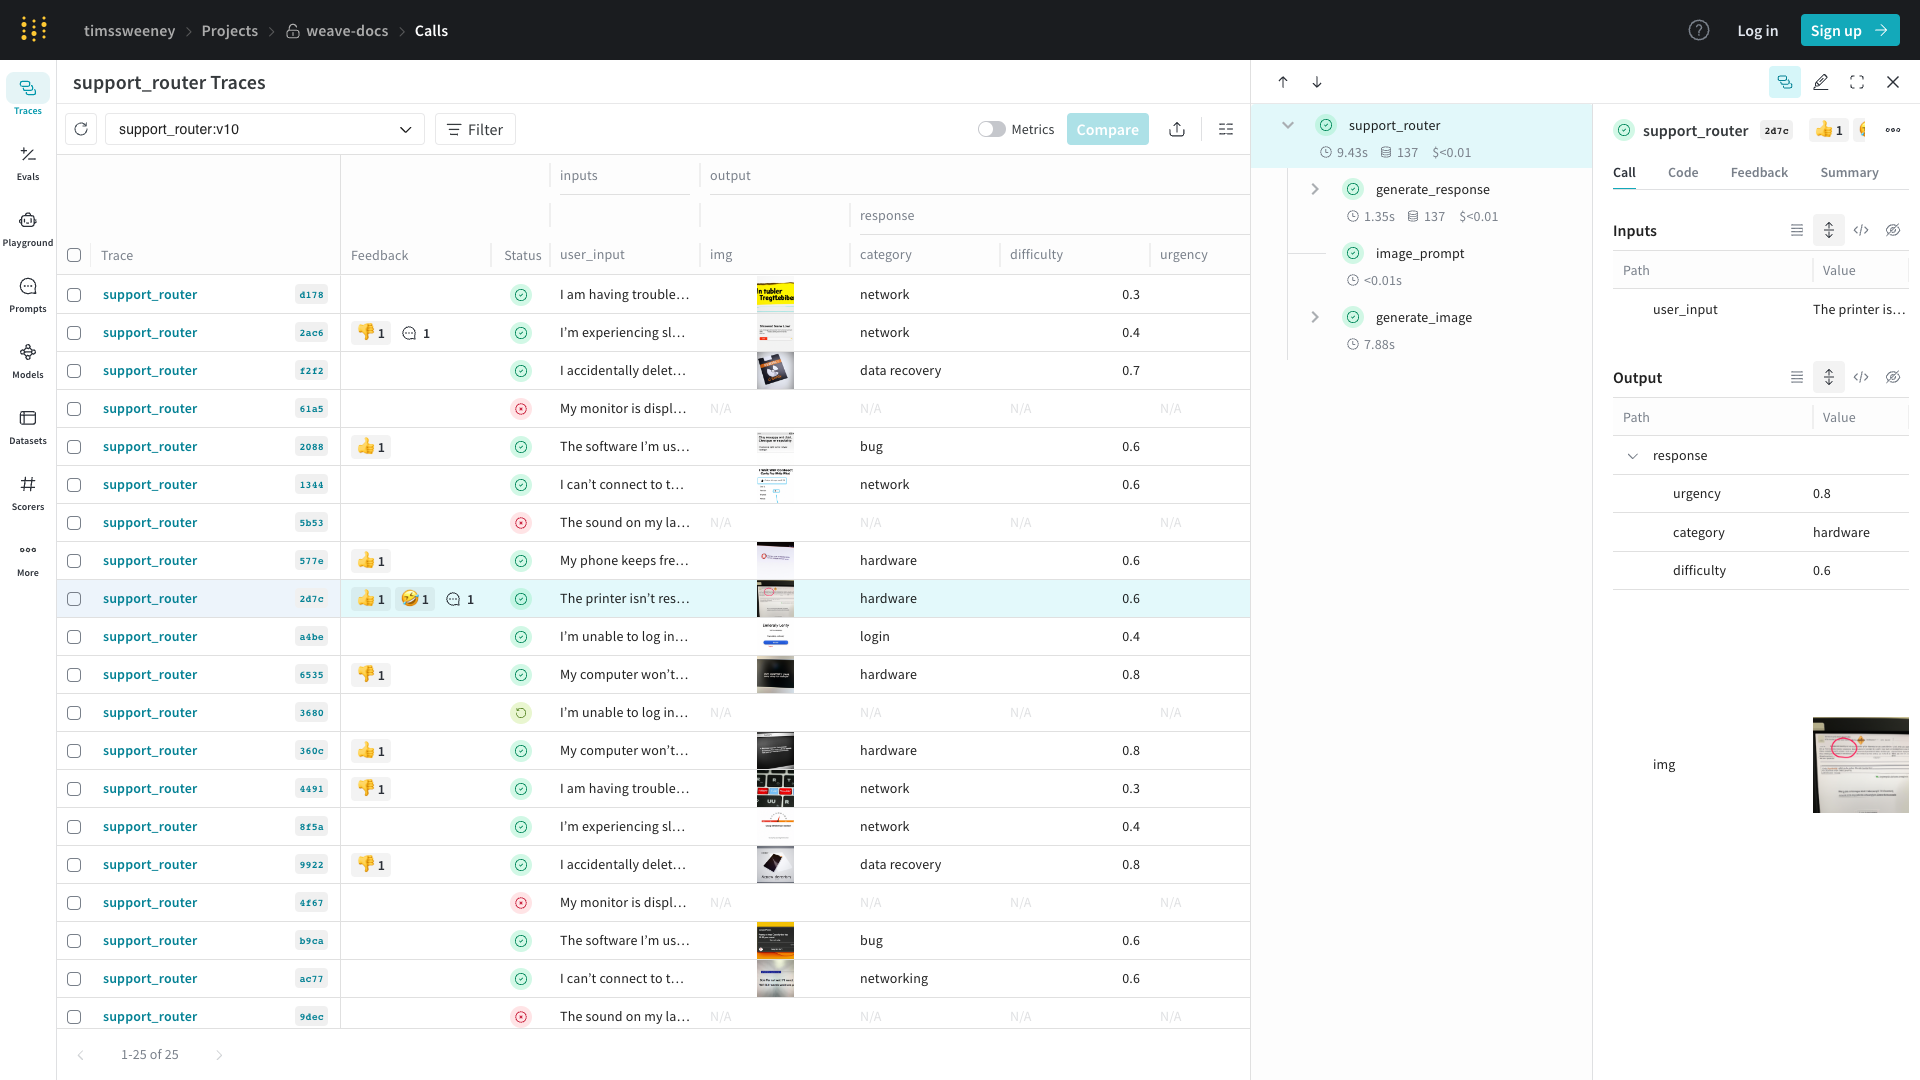 timssweeney
Projects
weave-docs
Calls
Log in
Sign up
Traces
Evals
Playground
Prompts
Models
Datasets
Scorers
More
support_router Traces
support_router:v10
Filter
Metrics
Compare
inputs
output
response
Trace
Feedback
Status
user_input
img
category
difficulty
urgency
support_router d178 I am having trouble… network 0.3
support_router 2ac6 1 1 I'm experiencing sl… network 0.4
support_router f2f2 I accidentally delet… data recovery 0.7
support_router 61a5 My monitor is displ… N/A N/A N/A N/A
support_router 2088 1 The software I'm us… bug 0.6
support_router 1344 I can't connect to t… network 0.6
support_router 5b53 The sound on my la… N/A N/A N/A N/A
support_router 577e 1 My phone keeps fre… hardware 0.6
support_router 2d7c 1 1 1 The printer isn't res… hardware 0.6
support_router a4be I'm unable to log in… login 0.4
support_router 6535 1 My computer won't… hardware 0.8
support_router 3680 I'm unable to log in… N/A N/A N/A N/A
support_router 360c 1 My computer won't… hardware 0.8
support_router 4491 1 I am having trouble… network 0.3
support_router 8f5a I'm experiencing sl… network 0.4
support_router 9922 1 I accidentally delet… data recovery 0.8
support_router 4f67 My monitor is displ… N/A N/A N/A N/A
support_router b9ca The software I'm us… bug 0.6
support_router ac77 I can't connect to t… networking 0.6
support_router 9dec The sound on my la… N/A N/A N/A N/A
1-25 of 25
support_router
9.43s 137 $<0.01
generate_response
1.35s 137 $<0.01
image_prompt
<0.01s
generate_image
7.88s
support_router 2d7c 1
Call Code Feedback Summary
Inputs
Path Value
user_input The printer is…
Output
Path Value
response
urgency 0.8
category hardware
difficulty 0.6
img